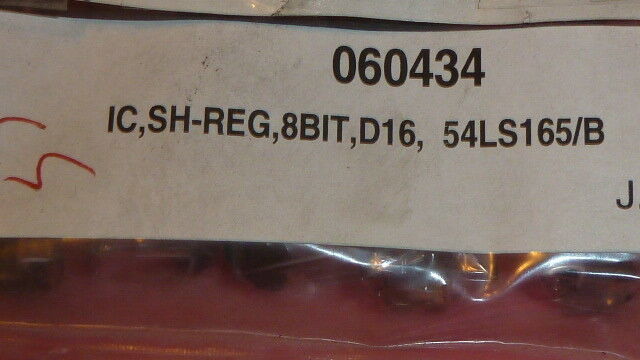 060434
IC,SH-REG,8BIT,D16, 54LS165/B
J.